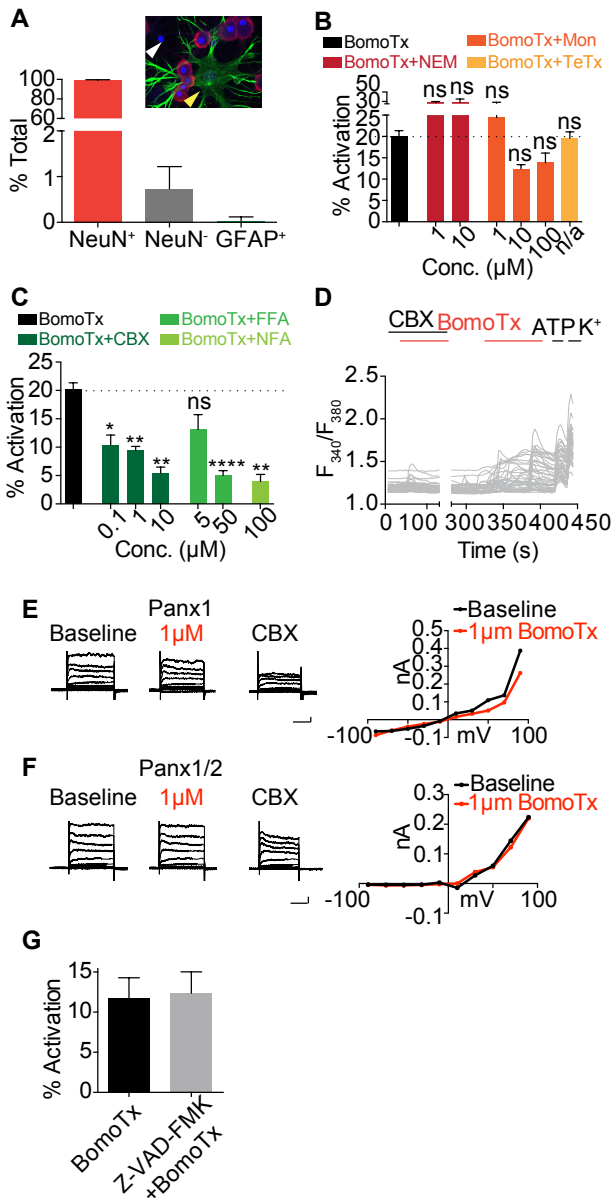 A
% Total
100
80
60
2
1
0
NeuN+ NeuN- GFAP+
B
BomoTx BomoTx+Mon
BomoTx+NEM BomoTx+TeTx
% Activation
50
30
25
20
15
10
5
0
ns ns ns ns ns ns
1 10 1 10 100 n/a
Conc. (µM)
C
BomoTx BomoTx+FFA
BomoTx+CBX BomoTx+NFA
% Activation
25
20
15
10
5
0
* ** ** ns **** **
0.1 1 10 5 50 100
Conc. (µM)
D
CBX BomoTx ATP K+
F340/F380
2.5
2.0
1.5
1.0
0 100 300 350 400 450
Time (s)
E
Panx1
Baseline 1µM CBX
Baseline
1µm BomoTx
nA
0.5
0.4
0.3
0.2
0.1
-0.1
-100 mV 100
F
Panx1/2
Baseline 1µM CBX
Baseline
1µm BomoTx
nA
0.3
0.2
0.1
-0.1
-100 mV 100
G
% Activation
15
10
5
0
BomoTx
Z-VAD-FMK
+BomoTx